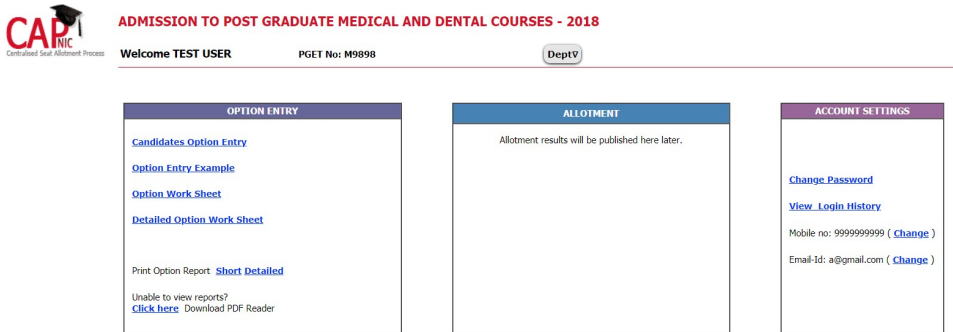 CAP
NIC
Centralised Seat Allotment Process
ADMISSION TO POST GRADUATE MEDICAL AND DENTAL COURSES - 2018
Welcome TEST USER PGET No: M9898 Dept∇
OPTION ENTRY
Candidates Option Entry
Option Entry Example
Option Work Sheet
Detailed Option Work Sheet
Print Option Report Short Detailed
Unable to view reports?
Click here Download PDF Reader
ALLOTMENT
Allotment results will be published here later.
ACCOUNT SETTINGS
Change Password
View Login History
Mobile no: 9999999999 ( Change )
Email-Id: a@gmail.com ( Change )